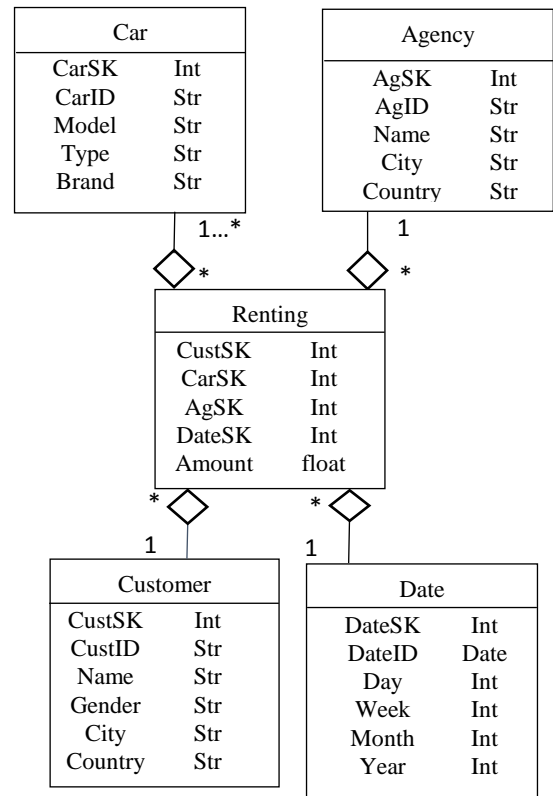 Car
CarSK Int
CarID Str
Model Str
Type Str
Brand Str
Agency
AgSK Int
AgID Str
Name Str
City Str
Country Str
1...*
*
1
*
Renting
CustSK Int
CarSK Int
AgSK Int
DateSK Int
Amount float
*
1
*
1
Customer
CustSK Int
CustID Str
Name Str
Gender Str
City Str
Country Str
Date
DateSK Int
DateID Date
Day Int
Week Int
Month Int
Year Int